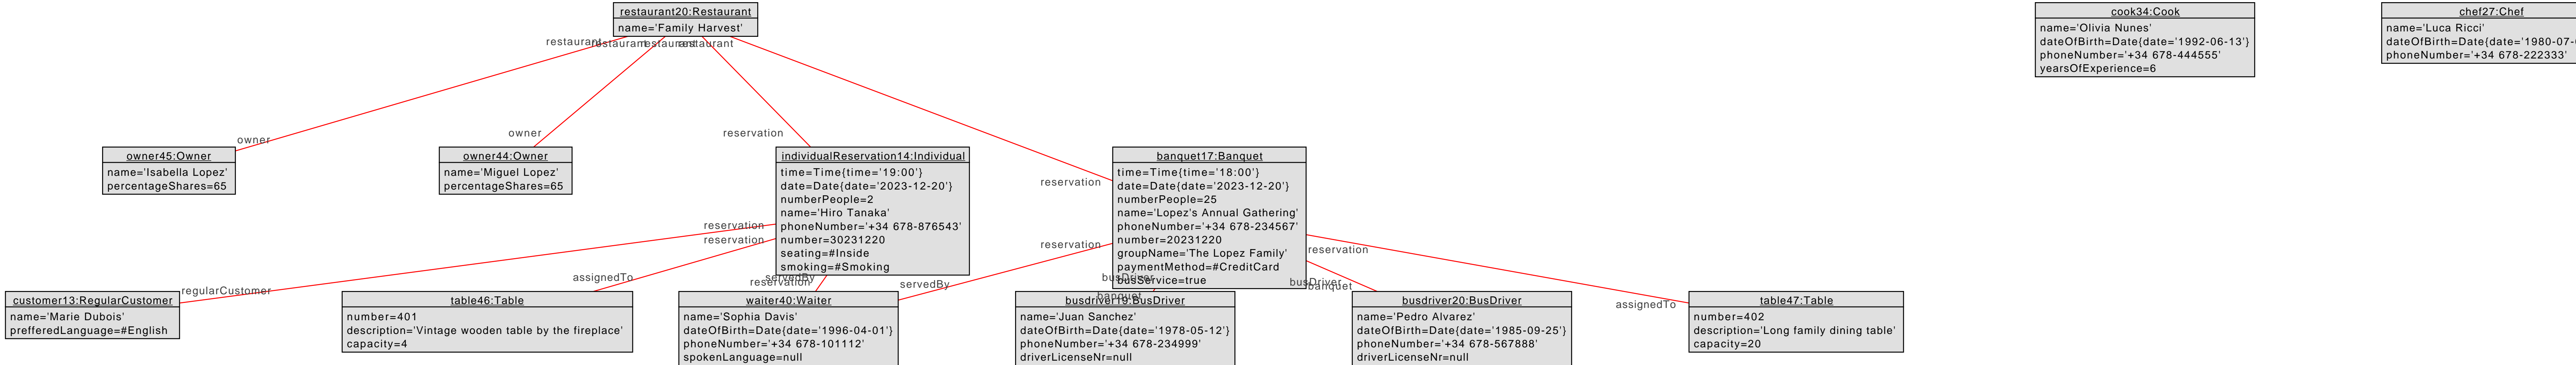 restaurant20:Restaurant
name='Family Harvest'
cook34:Cook
name='Olivia Nunes'
dateOfBirth=Date{date='1992-06-13'}
phoneNumber='+34 678-444555'
yearsOfExperience=6
chef27:Chef
name='Luca Ricci'
dateOfBirth=Date{date='1980-07-
phoneNumber='+34 678-222333'
restaurant
restaurant
restaurant
restaurant
owner
owner
reservation
reservation
owner45:Owner
name='Isabella Lopez'
percentageShares=65
owner44:Owner
name='Miguel Lopez'
percentageShares=65
individualReservation14:Individual
time=Time{time='19:00'}
date=Date{date='2023-12-20'}
numberPeople=2
name='Hiro Tanaka'
phoneNumber='+34 678-876543'
number=30231220
seating=#Inside
smoking=#Smoking
banquet17:Banquet
time=Time{time='18:00'}
date=Date{date='2023-12-20'}
numberPeople=25
name='Lopez's Annual Gathering'
phoneNumber='+34 678-234567'
number=20231220
groupName='The Lopez Family'
paymentMethod=#CreditCard
busService=true
reservation
reservation
reservation
reservation
regularCustomer
assignedTo
servedBy
reservation
servedBy
busDriver
banquet
busDriver
banquet
assignedTo
customer13:RegularCustomer
name='Marie Dubois'
prefferedLanguage=#English
table46:Table
number=401
description='Vintage wooden table by the fireplace'
capacity=4
waiter40:Waiter
name='Sophia Davis'
dateOfBirth=Date{date='1996-04-01'}
phoneNumber='+34 678-101112'
spokenLanguage=null
busdriver19:BusDriver
name='Juan Sanchez'
dateOfBirth=Date{date='1978-05-12'}
phoneNumber='+34 678-234999'
driverLicenseNr=null
busdriver20:BusDriver
name='Pedro Alvarez'
dateOfBirth=Date{date='1985-09-25'}
phoneNumber='+34 678-567888'
driverLicenseNr=null
table47:Table
number=402
description='Long family dining table'
capacity=20